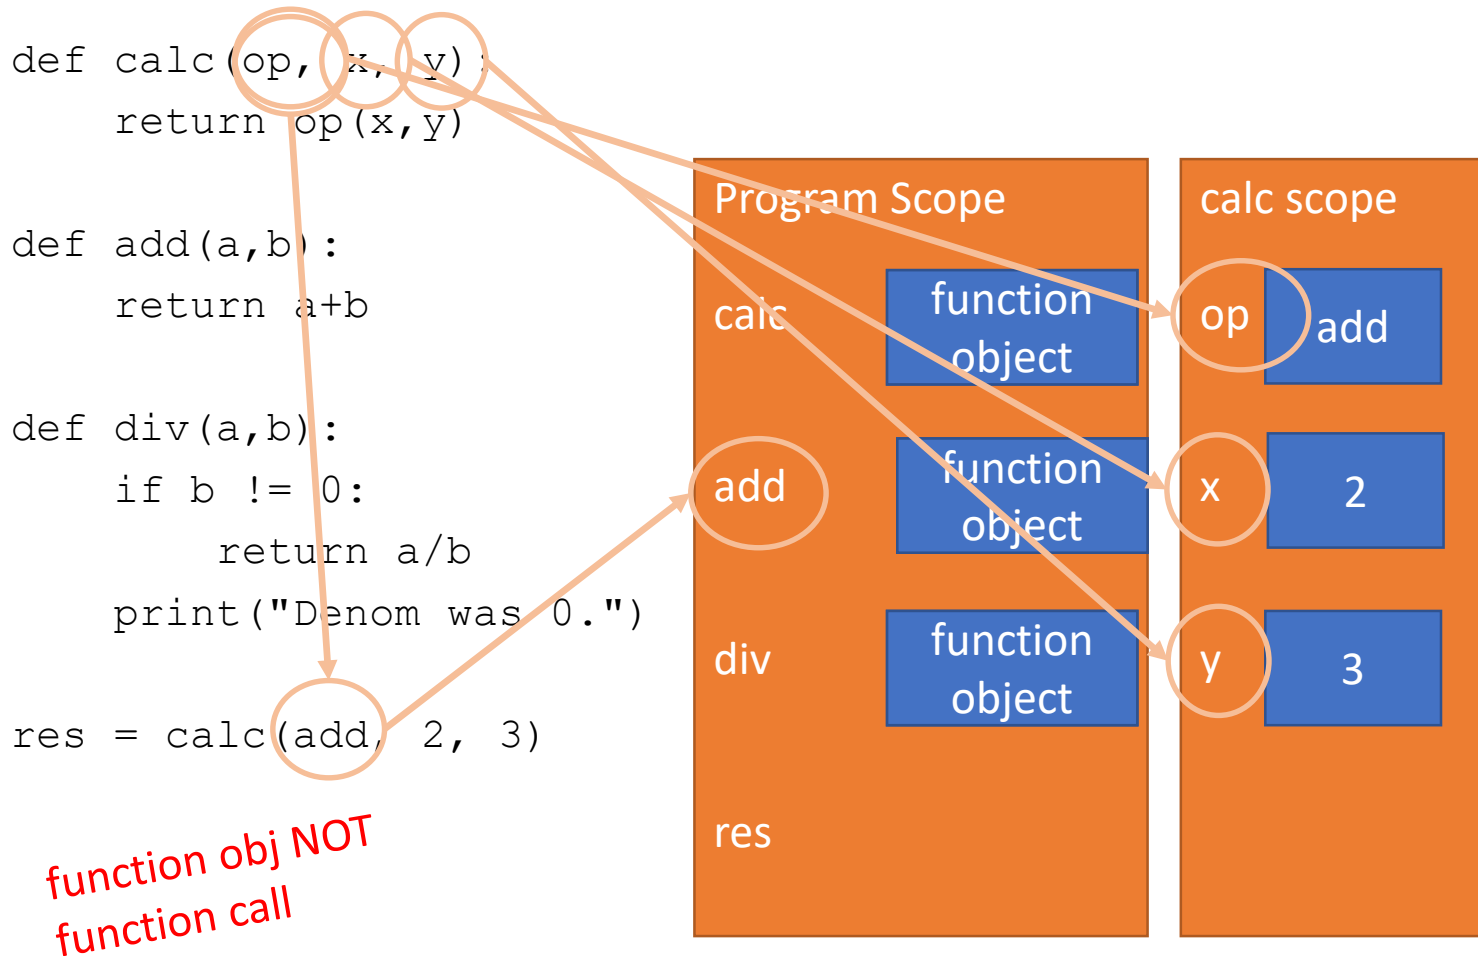 def calc(op, x, y):
    return op(x,y)
def add(a,b):
    return a+b
def div(a,b):
    if b != 0:
        return a/b
    print("Denom was 0.")
res = calc(add, 2, 3)
function obj NOT
function call
Program Scope
calc
function
object
add
function
object
div
function
object
res
calc scope
op
add
x
2
y
3